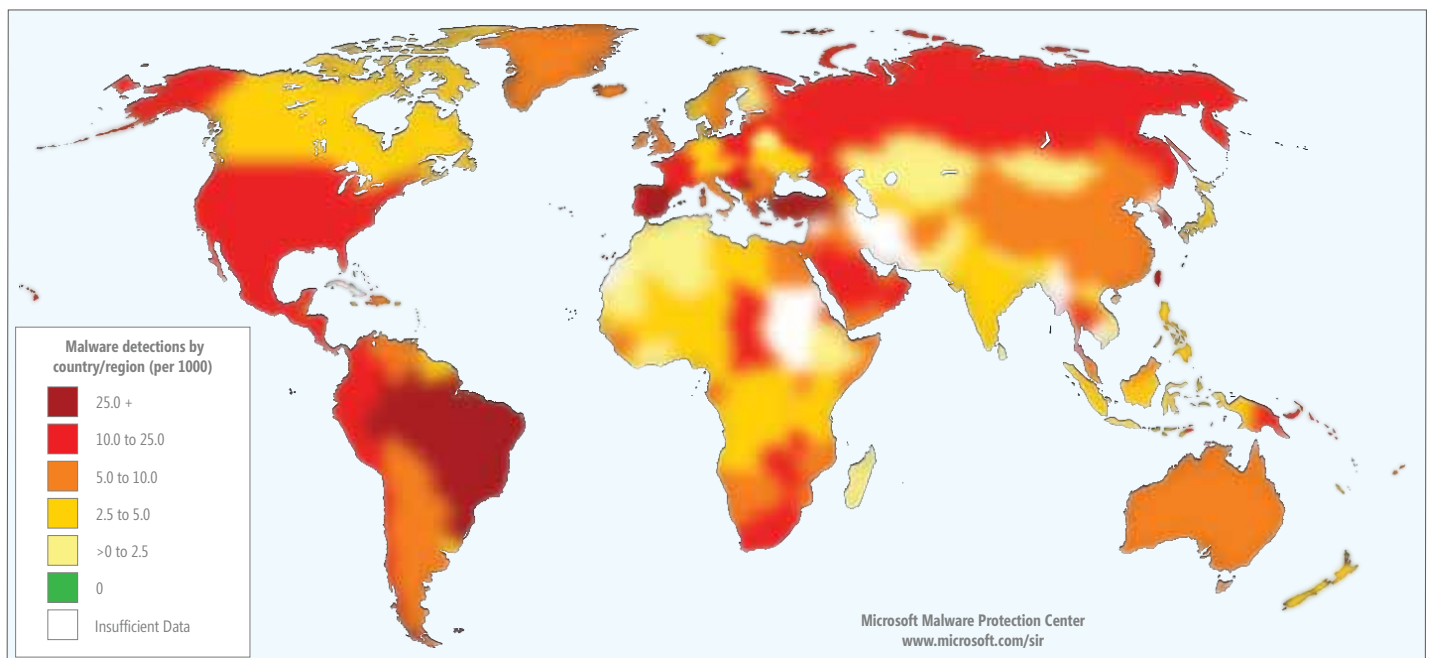 Malware detections by
country/region (per 1000)
25.0 +
10.0 to 25.0
5.0 to 10.0
2.5 to 5.0
>0 to 2.5
0
Insufficient Data
Microsoft Malware Protection Center
www.microsoft.com/sir